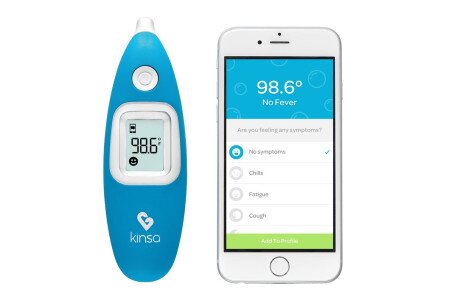 98.6°F
kinsa
98.6°
No Fever
Are you feeling any symptoms?
No symptoms
Chills
Fatigue
Cough
Add To Profile